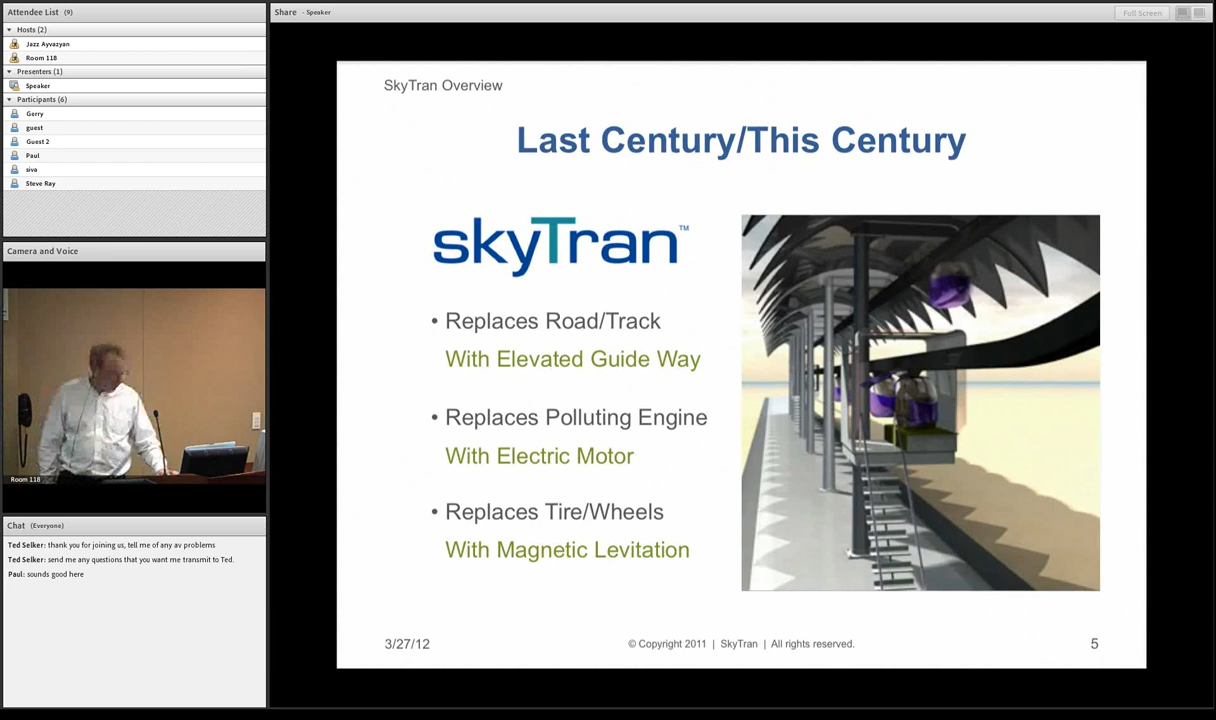 Attendee List (9)
Hosts (2)
Jazz Ayvazyan
Room 118
Presenters (1)
Speaker
Participants (6)
Gerry
guest
Guest 2
Paul
siva
Steve Ray
Camera and Voice
Room 118
Chat (Everyone)
Ted Selker: thank you for joining us, tell me of any av problems
Ted Selker: send me any questions that you want me transmit to Ted.
Paul: sounds good here
Share - Speaker
Full Screen
SkyTran Overview
Last Century/This Century
skyTran™
• Replaces Road/Track
With Elevated Guide Way
• Replaces Polluting Engine
With Electric Motor
• Replaces Tire/Wheels
With Magnetic Levitation
3/27/12
© Copyright 2011 | SkyTran | All rights reserved.
5